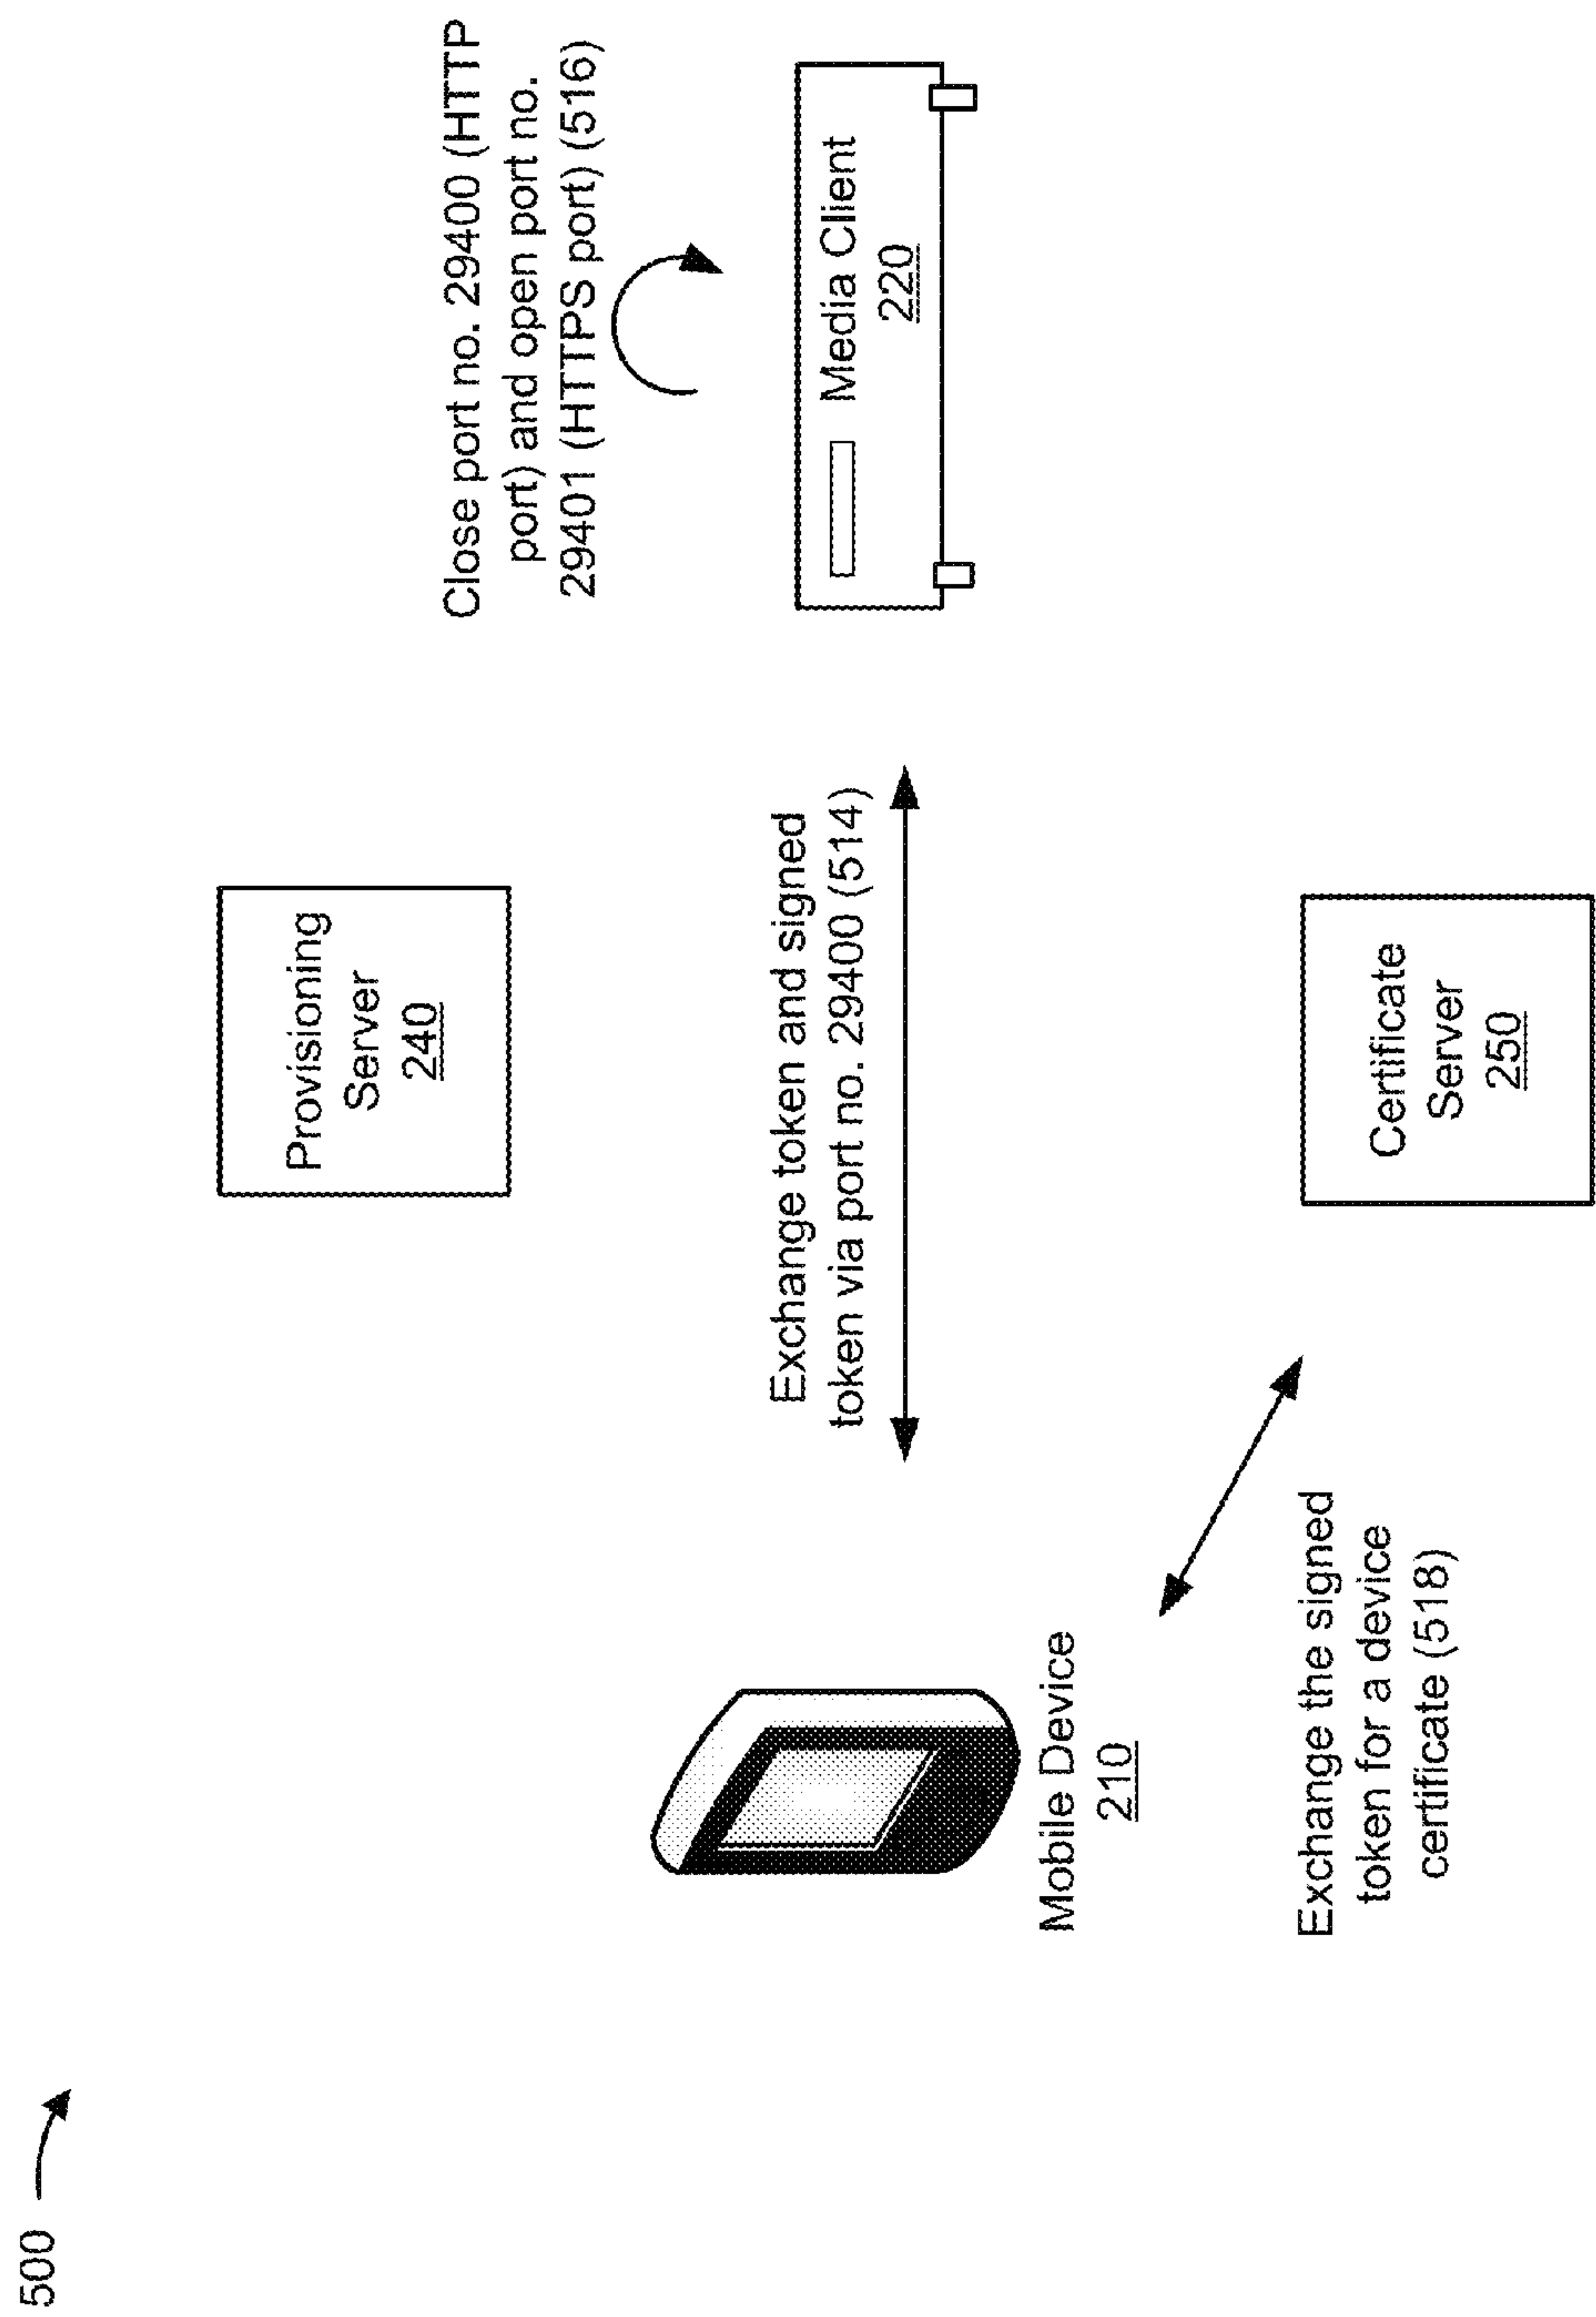 500
Provisioning
Server
240
Close port no. 29400 (HTTP
port) and open port no.
29401 (HTTPS port) (516)
Exchange token and signed
token via port no. 29400 (514)
Media Client
220
Mobile Device
210
Exchange the signed
token for a device
certificate (518)
Certificate
Server
250